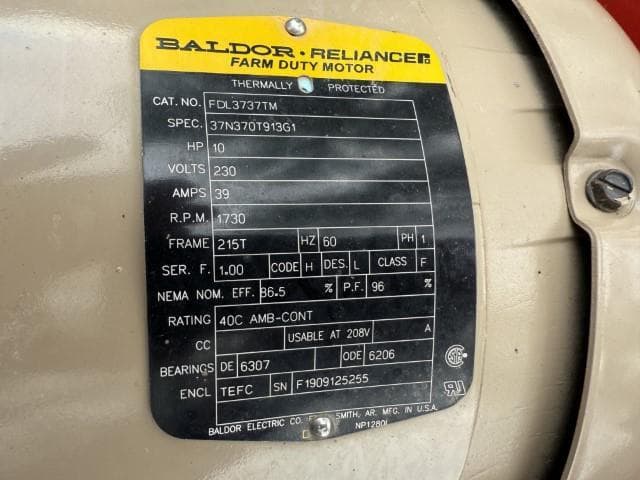 BALDOR · RELIANCE
FARM DUTY MOTOR
THERMALLY PROTECTED
CAT. NO. FDL3737TM
SPEC. 37N370T913G1
HP 10
VOLTS 230
AMPS 39
R.P.M. 1730
FRAME 215T HZ 60 PH 1
SER. F. 1.00 CODE H DES. L CLASS F
NEMA NOM. EFF. 86.5 % P.F. 96 %
RATING 40C AMB-CONT
CC USABLE AT 208V A
BEARINGS DE 6307 ODE 6206
ENCL TEFC SN F1909125255
BALDOR ELECTRIC CO. SMITH, AR. MFG. IN U.S.A.
NP1280L